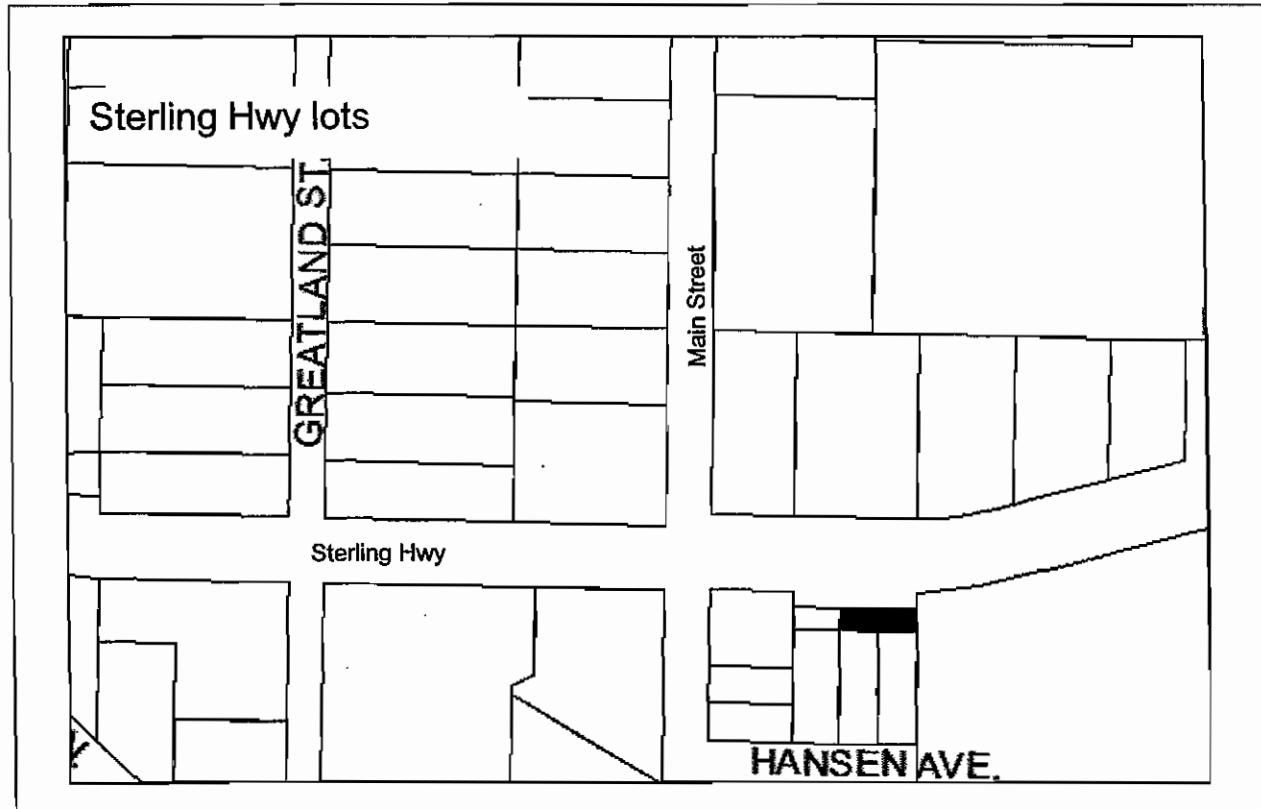 Sterling Hwy lots
GREATLAND ST.
Main Street
Sterling Hwy
HANSEN AVE.